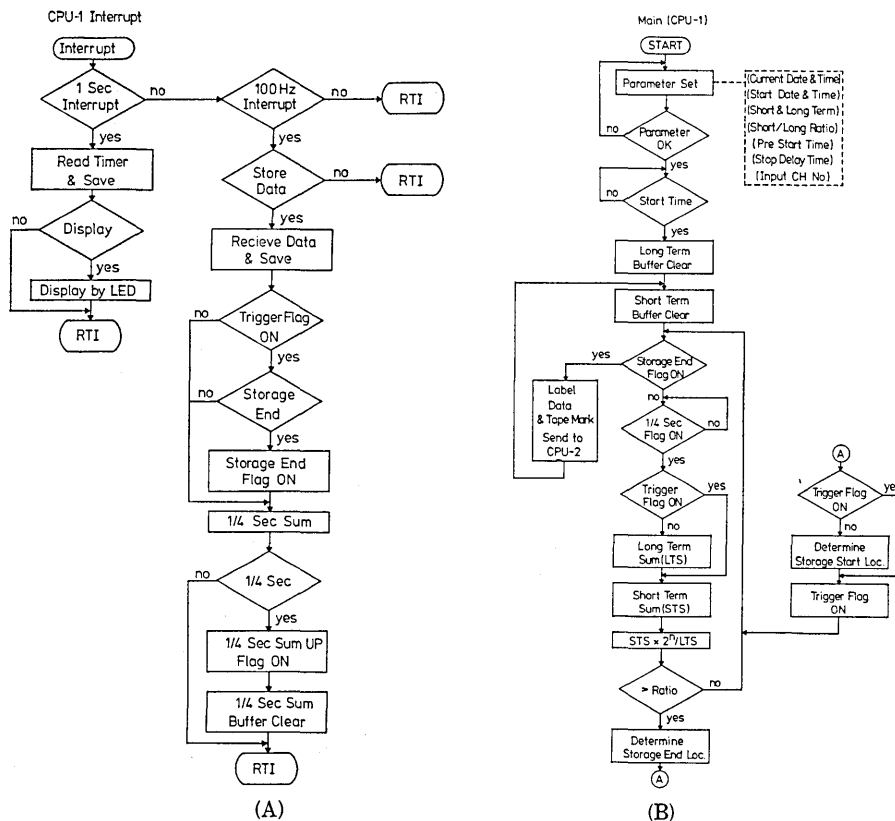 CPU-1 Interrupt
Interrupt
1 Sec
Interrupt
no
100Hz
Interrupt
no
RTI
yes
yes
Read Timer
& Save
Store
Data
no
RTI
no
Display
yes
Recieve Data
& Save
yes
Display by LED
RTI
no
Trigger Flag
ON
yes
no
Storage
End
yes
Storage End
Flag ON
1/4 Sec Sum
no
1/4 Sec
yes
1/4 Sec Sum UP
Flag ON
1/4 Sec Sum
Buffer Clear
RTI
(A)
Main (CPU-1)
START
Parameter Set
(Current Date & Time)
(Start Date & Time)
(Short & Long Term)
(Short/Long Ratio)
(Pre Start Time)
(Stop Delay Time)
(Input CH No)
no
Parameter
OK
yes
no
Start Time
yes
Long Term
Buffer Clear
Short Term
Buffer Clear
yes
Storage End
Flag ON
Label
Data
& Tape Mark
Send to
CPU-2
no
1/4 Sec
Flag ON
no
yes
Trigger
Flag ON
yes
no
Long Term
Sum(LTS)
Short Term
Sum(STS)
STS × 2ⁿ/LTS
> Ratio
no
yes
Determine
Storage End Loc.
A
A
Trigger Flag
ON
no
Determine
Storage Start Loc.
Trigger Flag
ON
(B)